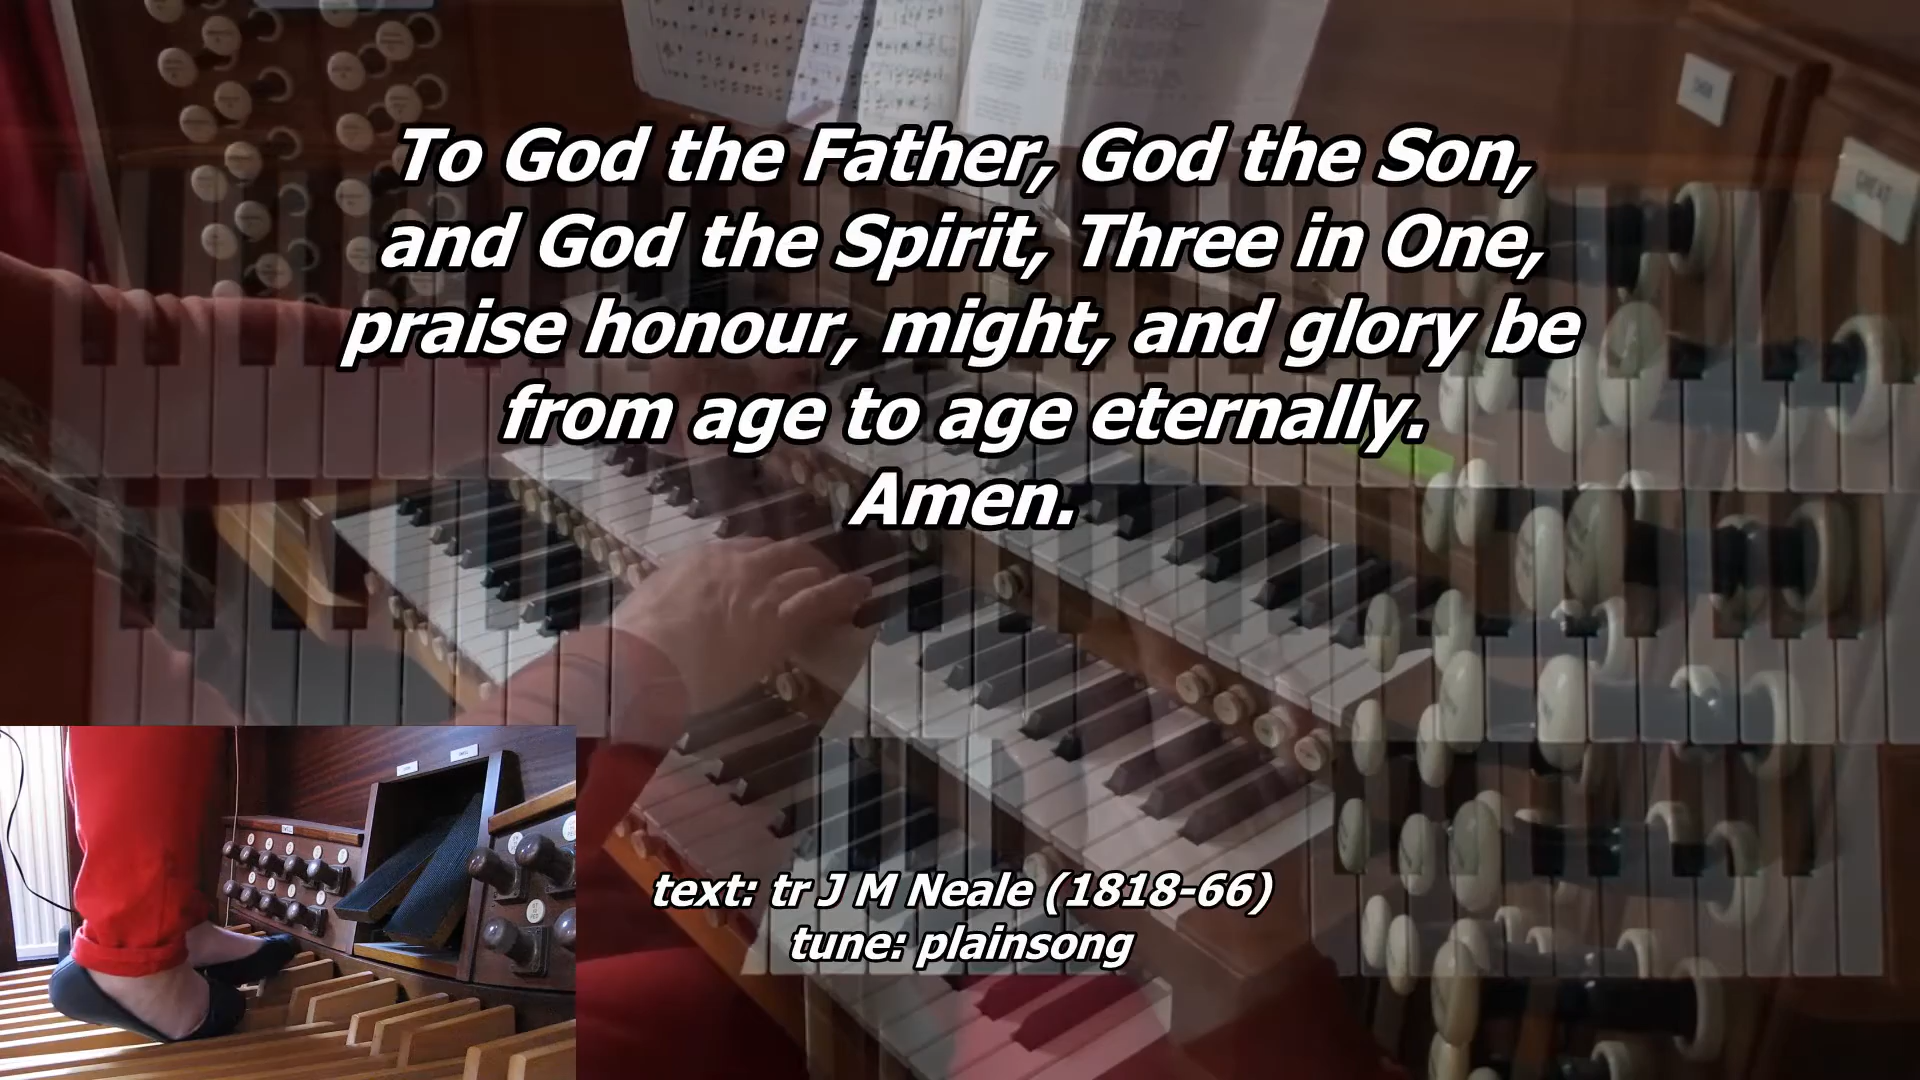 To God the Father, God the Son,
and God the Spirit, Three in One,
praise honour, might, and glory be
from age to age eternally.
Amen.
text: tr J M Neale (1818-66)
tune: plainsong
GREAT